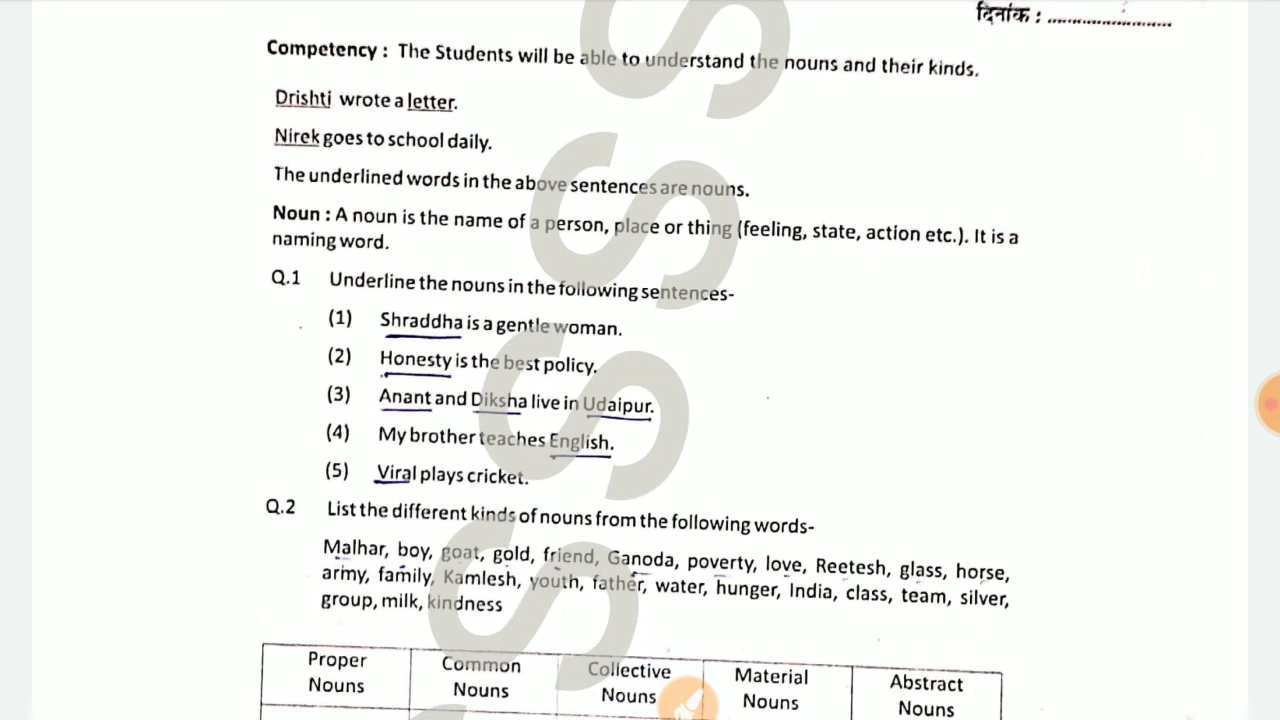 दिनांक : ........................
Competency : The Students will be able to understand the nouns and their kinds.
Drishti wrote a letter.
Nirek goes to school daily.
The underlined words in the above sentences are nouns.
Noun : A noun is the name of a person, place or thing (feeling, state, action etc.). It is a
naming word.
Q.1 Underline the nouns in the following sentences-
(1) Shraddha is a gentle woman.
(2) Honesty is the best policy.
(3) Anant and Diksha live in Udaipur.
(4) My brother teaches English.
(5) Viral plays cricket.
Q.2 List the different kinds of nouns from the following words-
Malhar, boy, goat, gold, friend, Ganoda, poverty, love, Reetesh, glass, horse,
army, family, Kamlesh, youth, father, water, hunger, India, class, team, silver,
group, milk, kindness
Proper Common Collective Material Abstract
Nouns Nouns Nouns Nouns Nouns